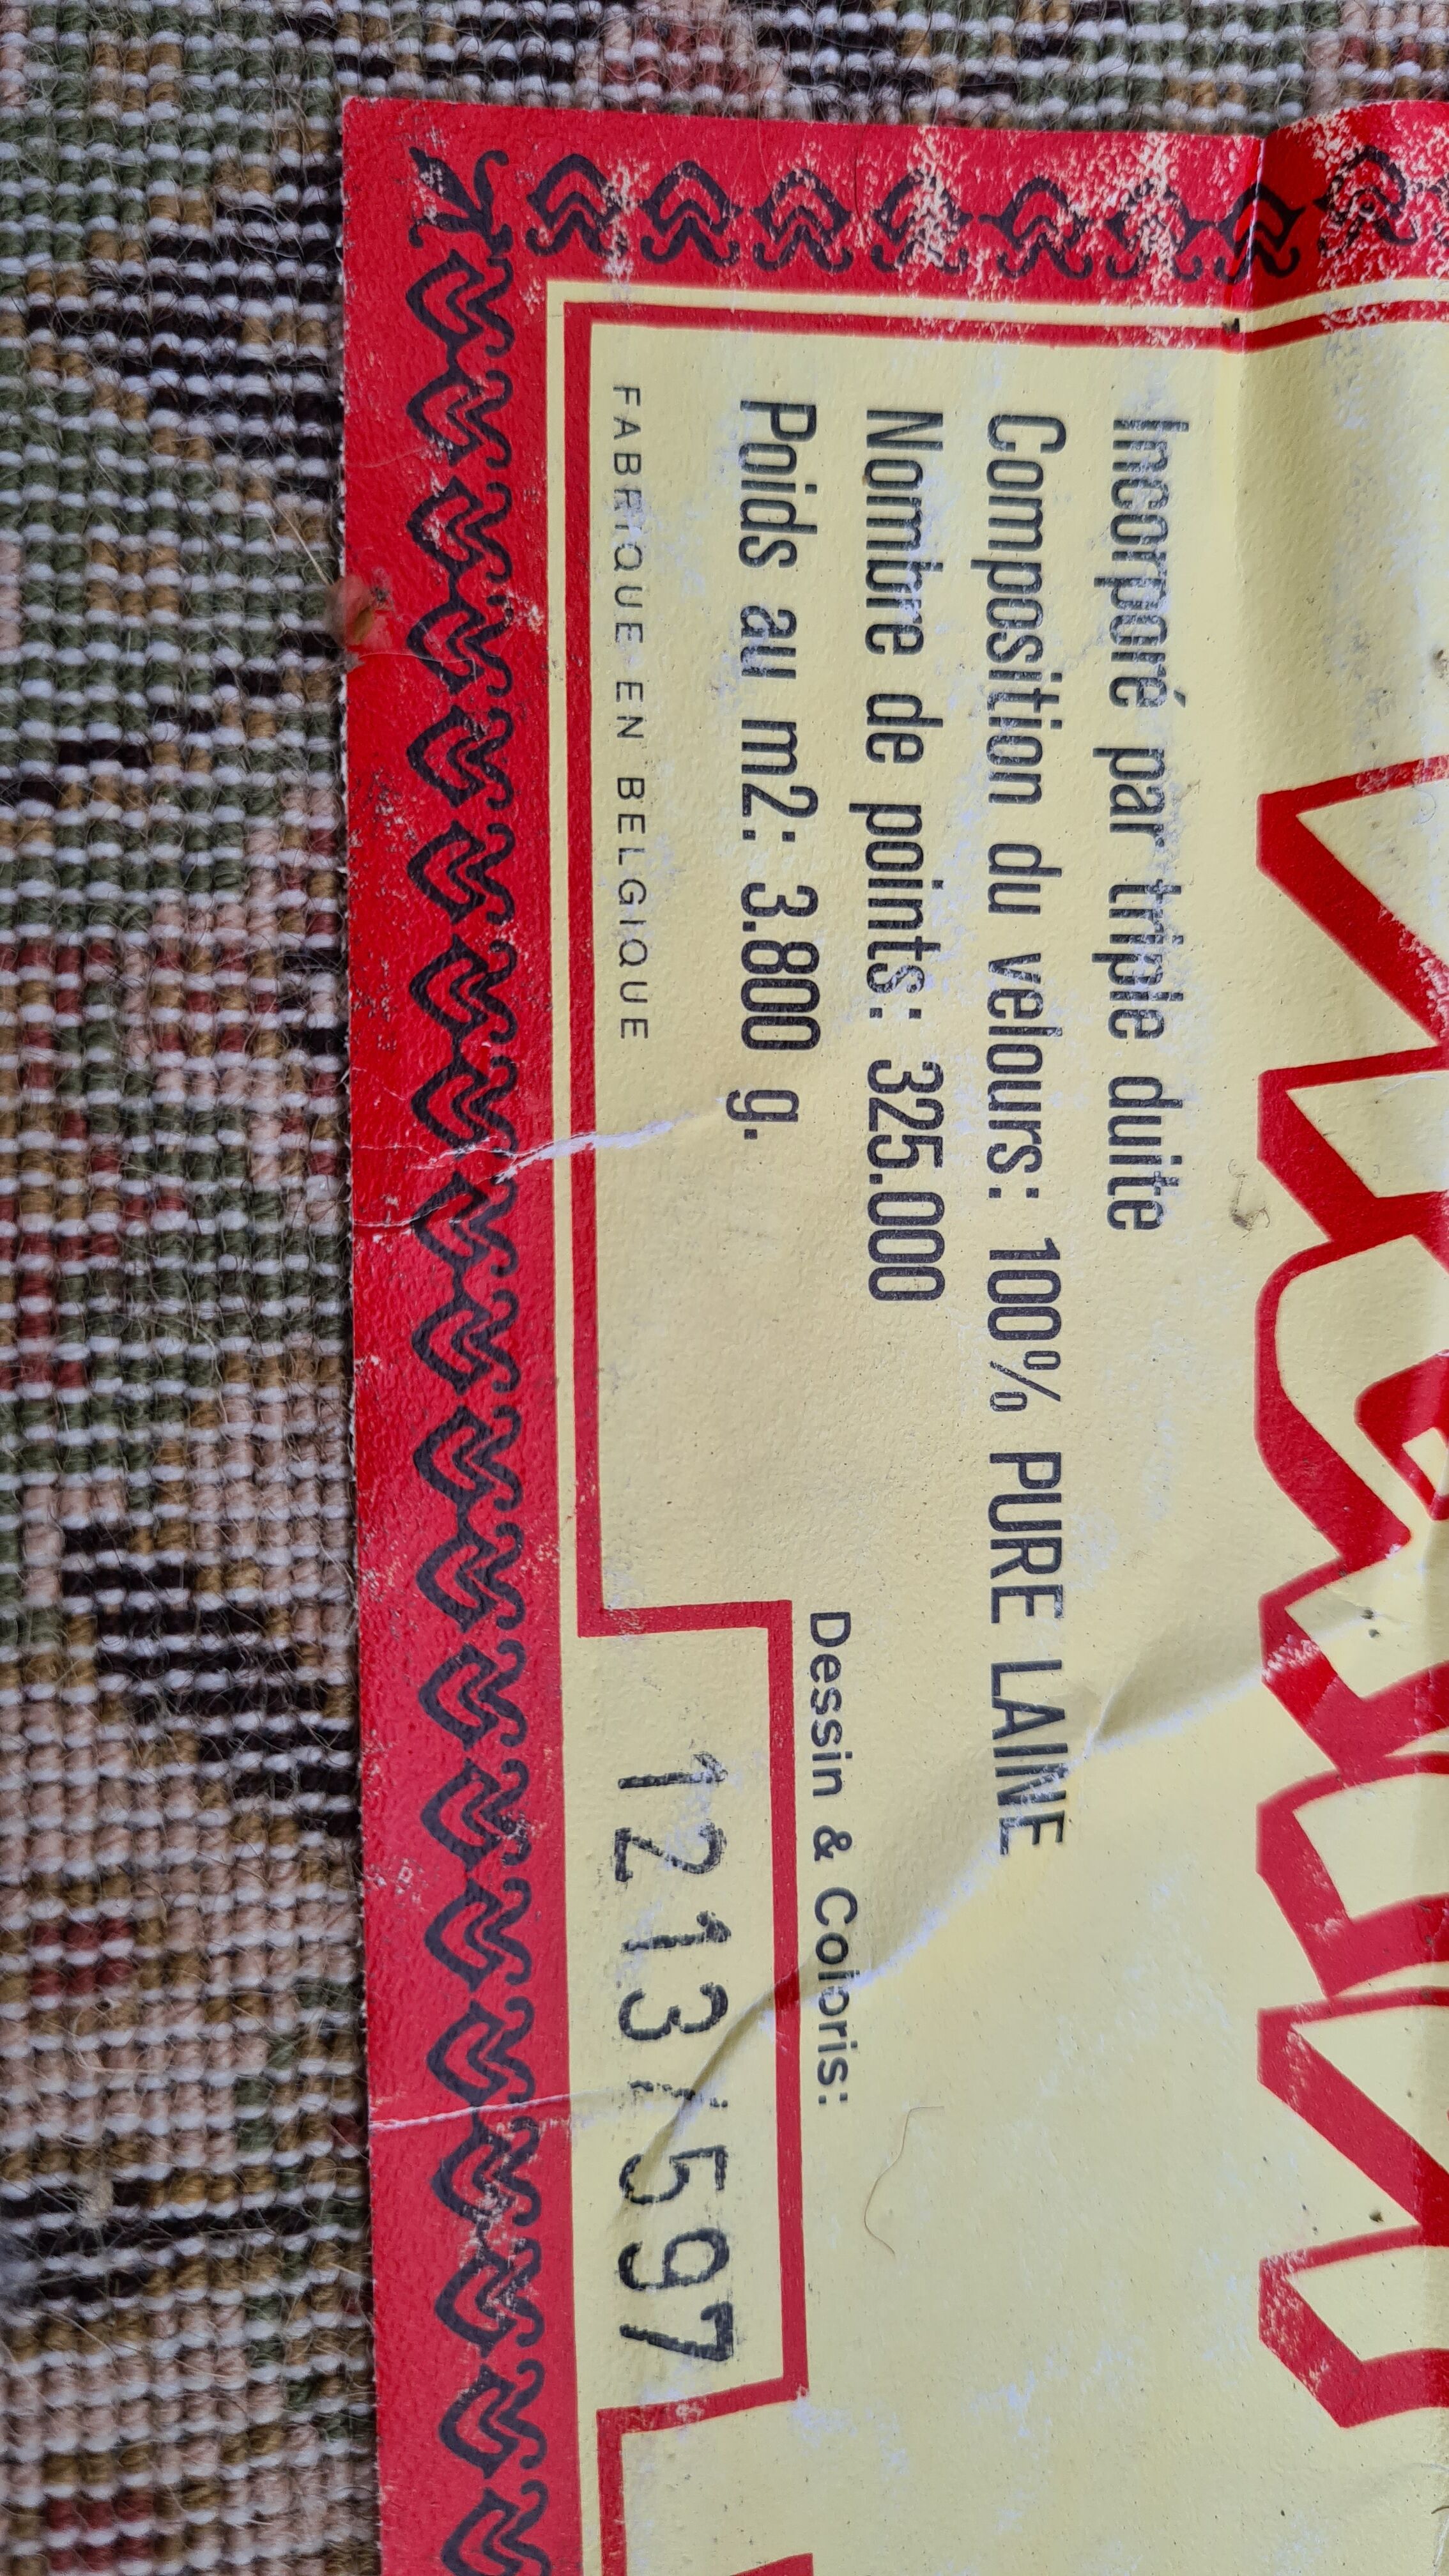 Incorporé par triple duite
Composition du velours: 100% PURE LAINE
Nombre de points: 325.000
Poids au m2: 3.800 g.
FABRIQUE EN BELGIQUE
Dessin & Coloris:
1213/597